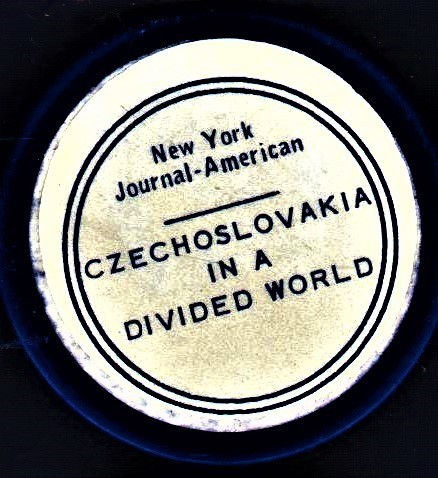 New York
Journal-American
CZECHOSLOVAKIA
IN A
DIVIDED WORLD